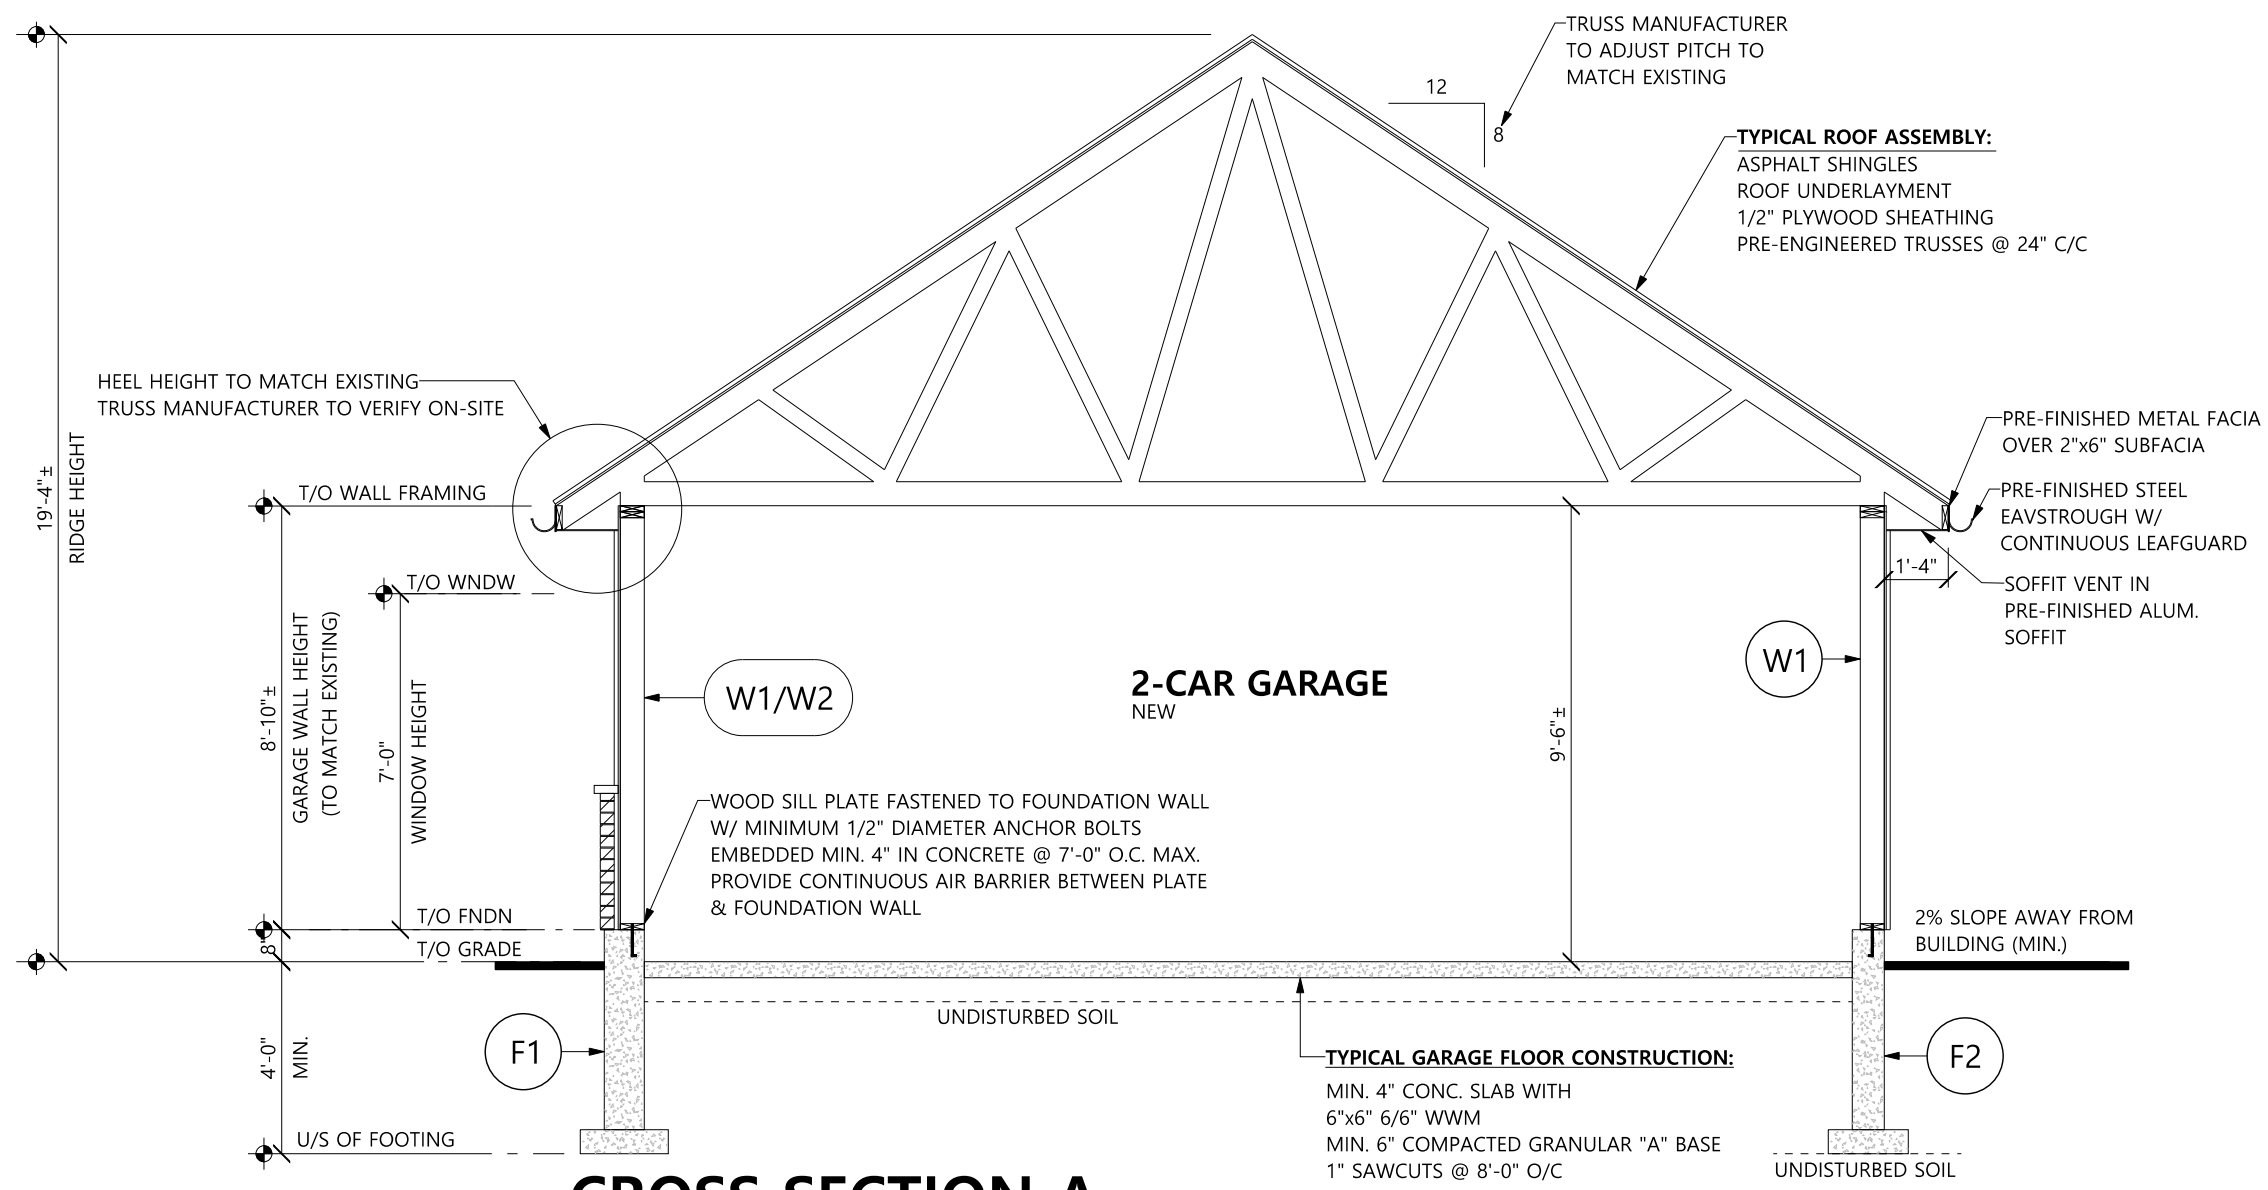 TRUSS MANUFACTURER
TO ADJUST PITCH TO
MATCH EXISTING
12
8
TYPICAL ROOF ASSEMBLY:
ASPHALT SHINGLES
ROOF UNDERLAYMENT
1/2" PLYWOOD SHEATHING
PRE-ENGINEERED TRUSSES @ 24" C/C
HEEL HEIGHT TO MATCH EXISTING
TRUSS MANUFACTURER TO VERIFY ON-SITE
19'-4"±
RIDGE HEIGHT
T/O WALL FRAMING
PRE-FINISHED METAL FACIA
OVER 2"x6" SUBFACIA
PRE-FINISHED STEEL
EAVSTROUGH W/
CONTINUOUS LEAFGUARD
1'-4"
SOFFIT VENT IN
PRE-FINISHED ALUM.
SOFFIT
T/O WNDW
8'-10"±
GARAGE WALL HEIGHT
(TO MATCH EXISTING)
7'-0"
WINDOW HEIGHT
W1/W2
2-CAR GARAGE
NEW
9'-6"±
W1
WOOD SILL PLATE FASTENED TO FOUNDATION WALL
W/ MINIMUM 1/2" DIAMETER ANCHOR BOLTS
EMBEDDED MIN. 4" IN CONCRETE @ 7'-0" O.C. MAX.
PROVIDE CONTINUOUS AIR BARRIER BETWEEN PLATE
& FOUNDATION WALL
T/O FNDN
8"
T/O GRADE
2% SLOPE AWAY FROM
BUILDING (MIN.)
UNDISTURBED SOIL
4'-0"
MIN.
F1
F2
TYPICAL GARAGE FLOOR CONSTRUCTION:
MIN. 4" CONC. SLAB WITH
6"x6" 6/6" WWM
MIN. 6" COMPACTED GRANULAR "A" BASE
1" SAWCUTS @ 8'-0" O/C
U/S OF FOOTING
UNDISTURBED SOIL
CROSS-SECTION A